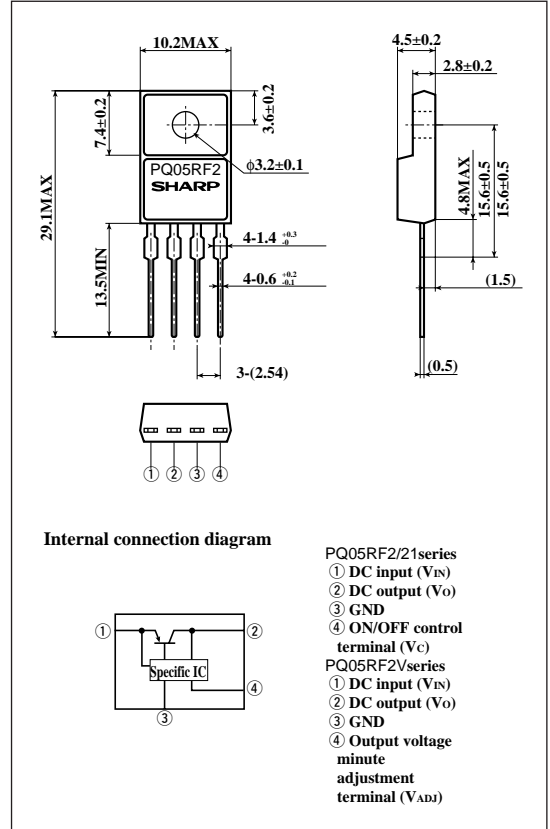 10.2MAX
4.5±0.2
2.8±0.2
7.4±0.2
3.6±0.2
29.1MAX
PQ05RF2
SHARP
φ3.2±0.1
4.8MAX
15.6±0.5
15.6±0.5
13.5MIN
4-1.4 +0.3 -0
4-0.6 +0.2 -0.1
(1.5)
3-(2.54)
(0.5)
① ② ③ ④
Internal connection diagram
①
②
Specific IC
④
③
PQ05RF2/21series
① DC input (VIN)
② DC output (VO)
③ GND
④ ON/OFF control
terminal (VC)
PQ05RF2Vseries
① DC input (VIN)
② DC output (VO)
③ GND
④ Output voltage
minute
adjustment
terminal (VADJ)